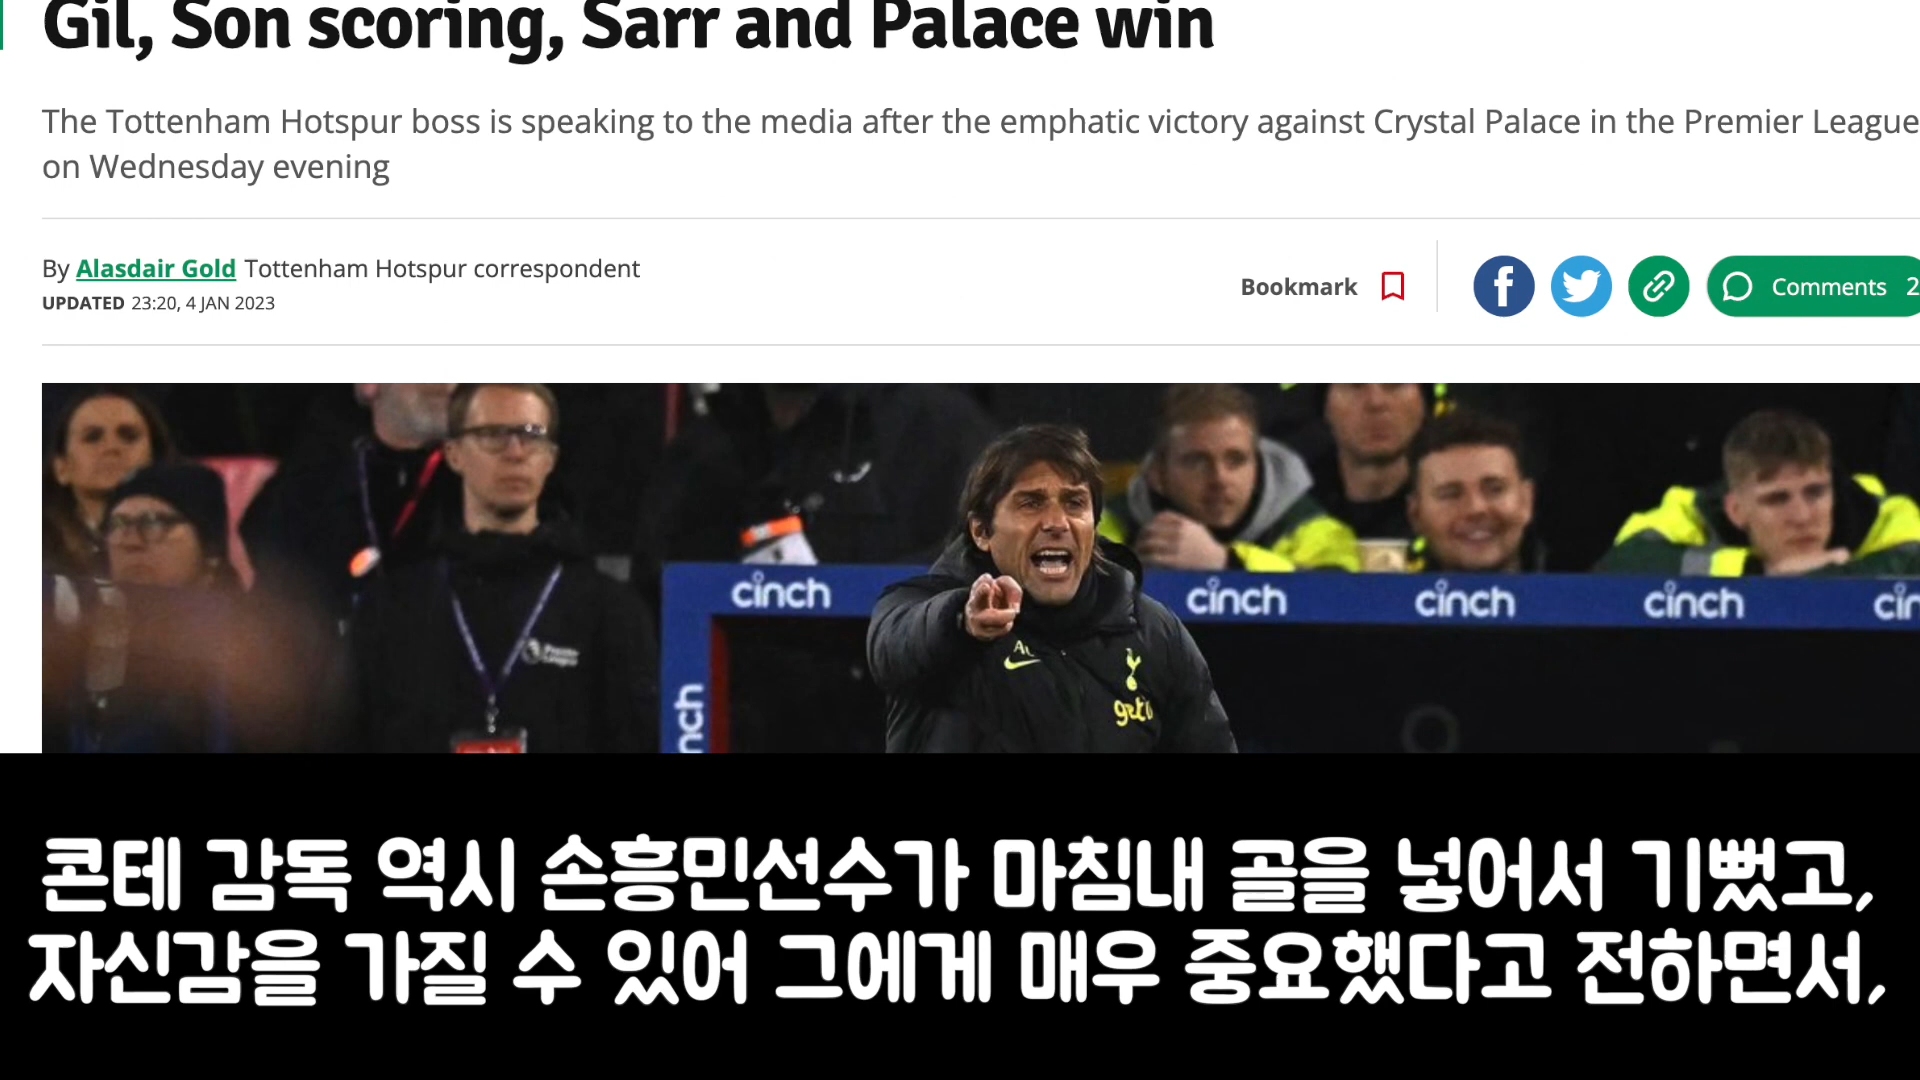 Gil, Son scoring, Sarr and Palace win
The Tottenham Hotspur boss is speaking to the media after the emphatic victory against Crystal Palace in the Premier League
on Wednesday evening
By Alasdair Gold Tottenham Hotspur correspondent
UPDATED 23:20, 4 JAN 2023
Bookmark
Comments 2
cinch
cinch
cinch
cinch
콘테 감독 역시 손흥민선수가 마침내 골을 넣어서 기뻤고,
자신감을 가질 수 있어 그에게 매우 중요했다고 전하면서,